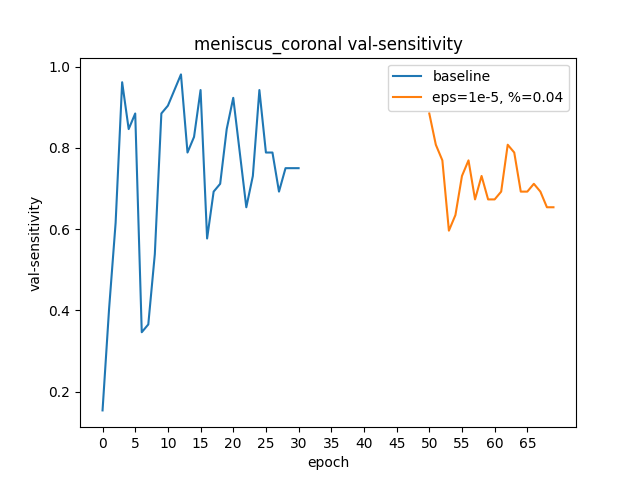 meniscus_coronal val-sensitivity
baseline
eps=1e-5, %=0.04
val-sensitivity
1.0
0.8
0.6
0.4
0.2
0 5 10 15 20 25 30 35 40 45 50 55 60 65
epoch